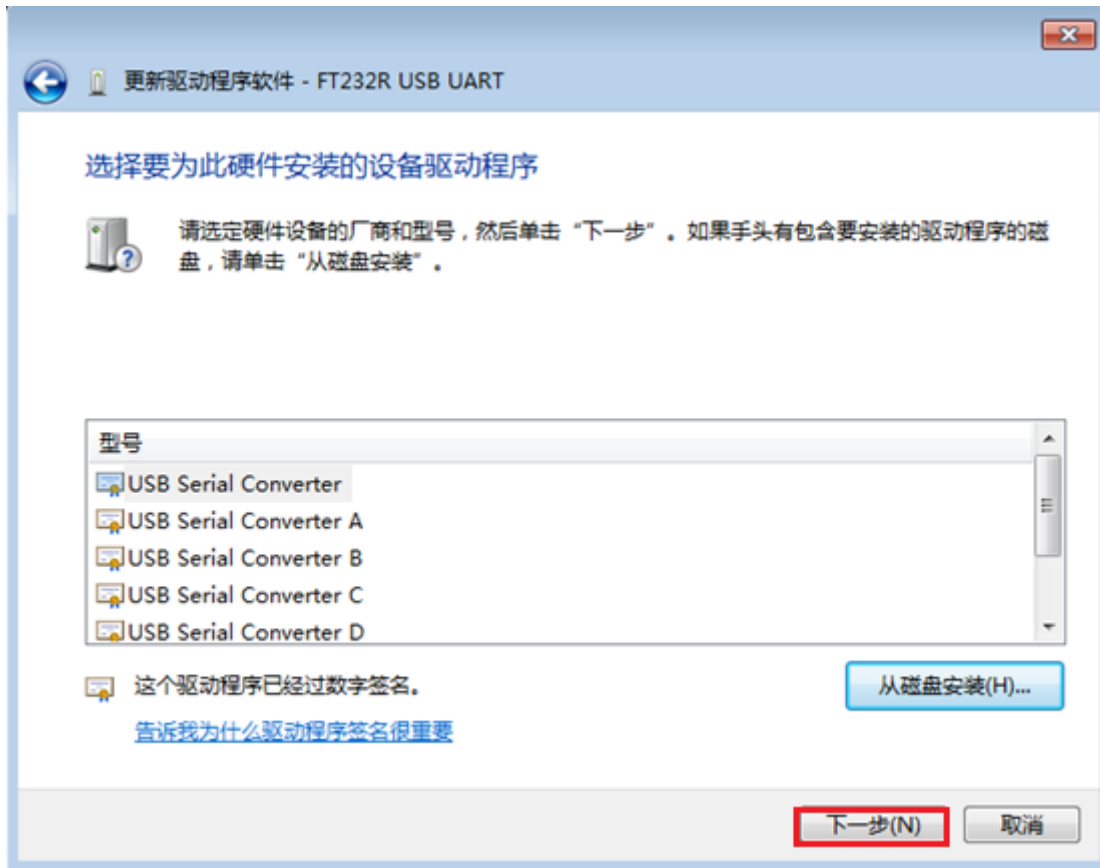 更新驱动程序软件 - FT232R USB UART
选择要为此硬件安装的设备驱动程序
请选定硬件设备的厂商和型号，然后单击“下一步”。如果手头有包含要安装的驱动程序的磁
盘，请单击“从磁盘安装”。
型号
USB Serial Converter
USB Serial Converter A
USB Serial Converter B
USB Serial Converter C
USB Serial Converter D
这个驱动程序已经过数字签名。
从磁盘安装(H)...
告诉我为什么驱动程序签名很重要
下一步(N)
取消